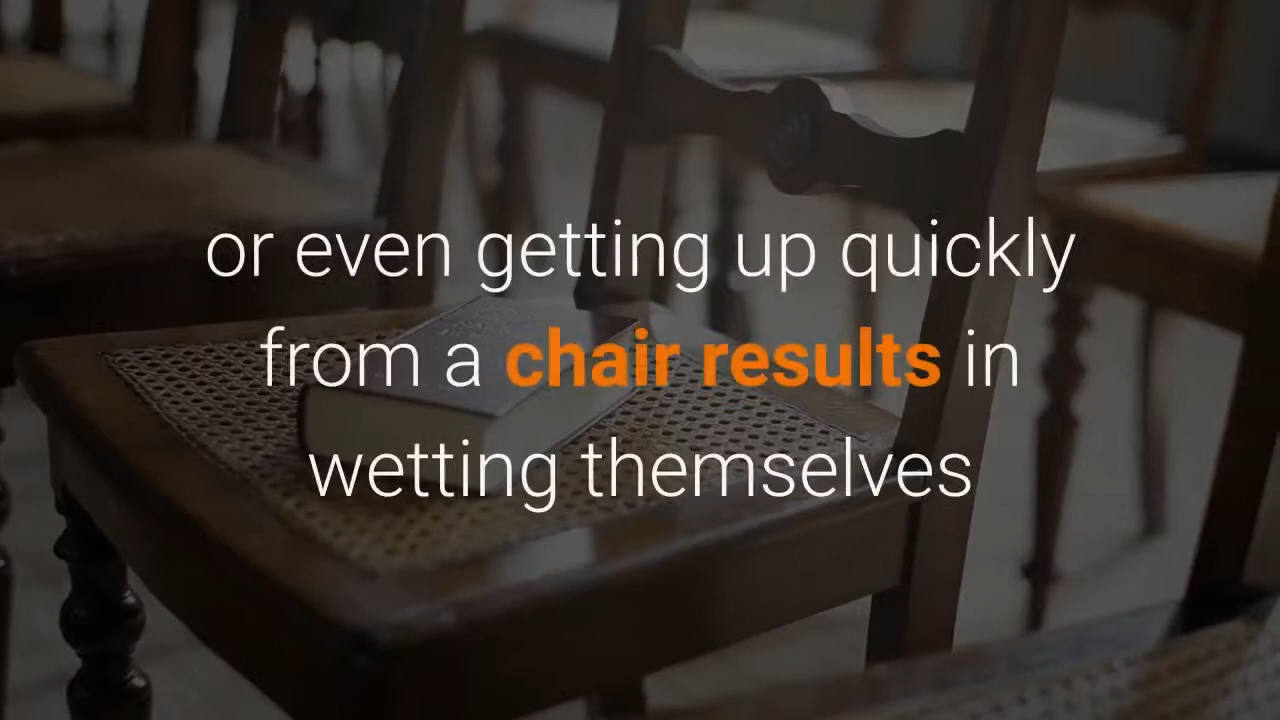 or even getting up quickly
from a chair results in
wetting themselves